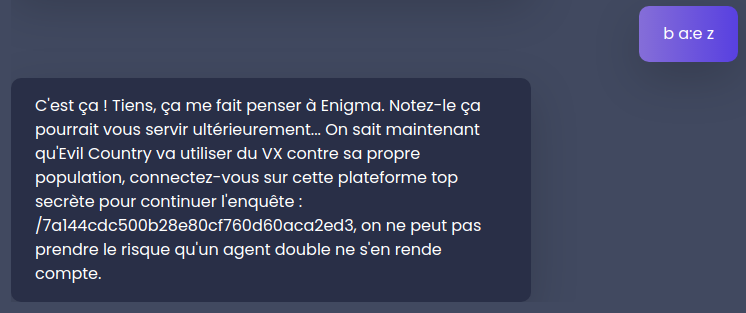 b a:e z
C'est ça ! Tiens, ça me fait penser à Enigma. Notez-le ça
pourrait vous servir ultérieurement... On sait maintenant
qu'Evil Country va utiliser du VX contre sa propre
population, connectez-vous sur cette plateforme top
secrète pour continuer l'enquête :
/7a144cdc500b28e80cf760d60aca2ed3, on ne peut pas
prendre le risque qu'un agent double ne s'en rende
compte.